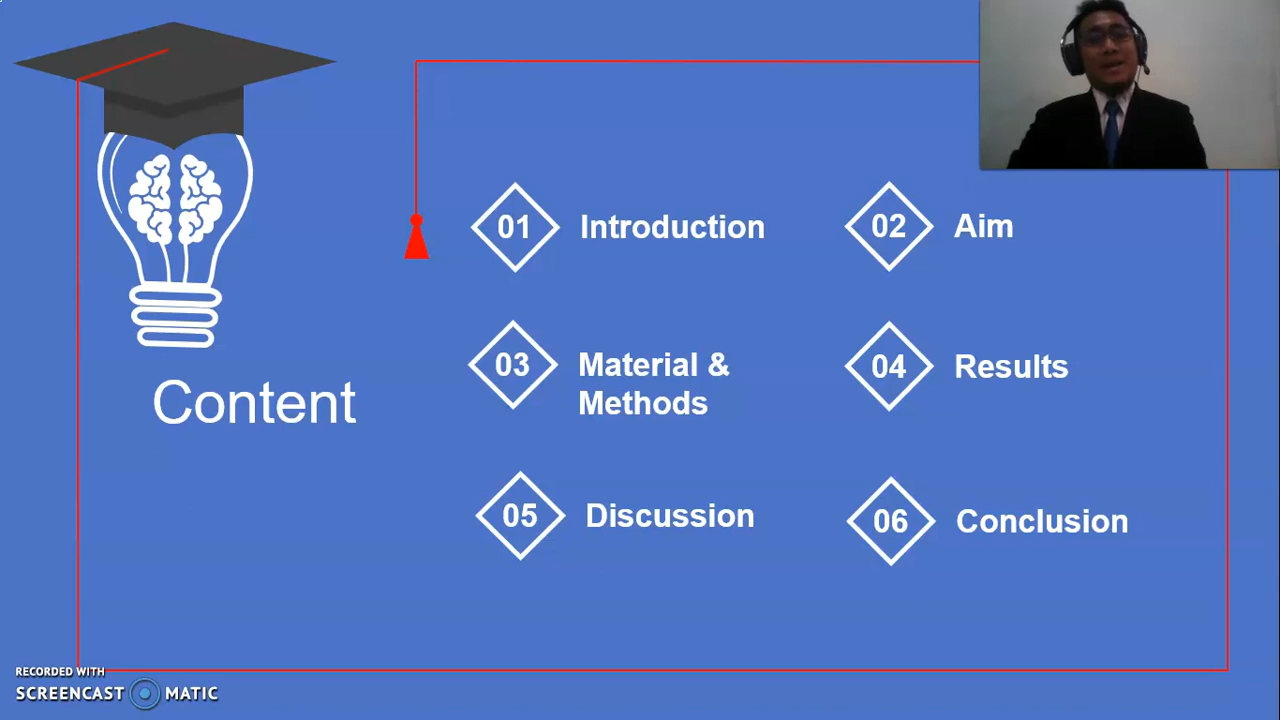 Content
01 Introduction
02 Aim
03 Material &
Methods
04 Results
05 Discussion
06 Conclusion
RECORDED WITH
SCREENCAST MATIC